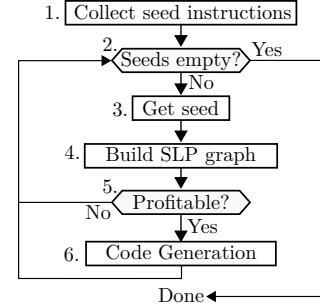 1. Collect seed instructions
2. Seeds empty? Yes
No
3. Get seed
4. Build SLP graph
5. Profitable?
No
Yes
6. Code Generation
Done